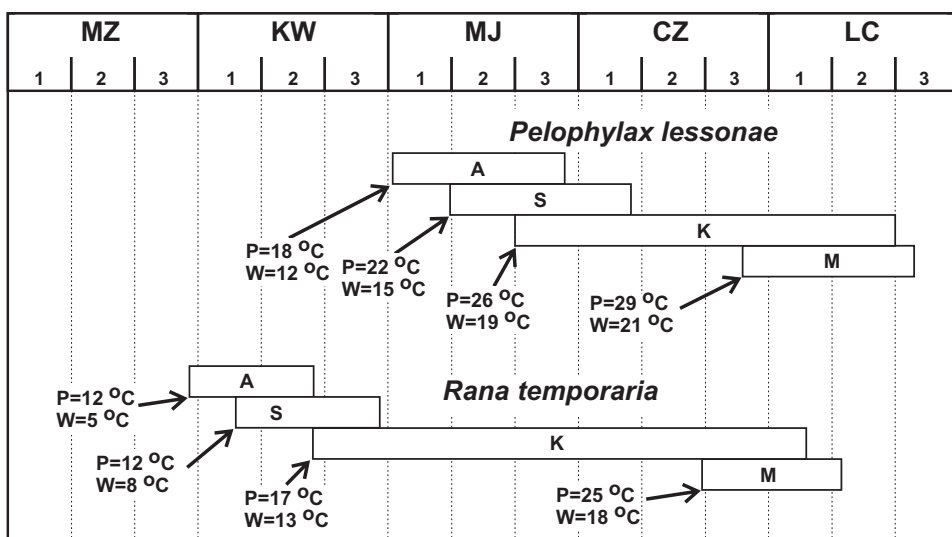 MZ KW MJ CZ LC
1 2 3 1 2 3 1 2 3 1 2 3 1 2 3
Pelophylax lessonae
A
S
P=18 °C
W=12 °C
K
P=22 °C
W=15 °C
M
P=26 °C
W=19 °C
P=29 °C
W=21 °C
A
Rana temporaria
P=12 °C
W=5 °C
S
K
P=12 °C
W=8 °C
M
P=17 °C
W=13 °C
P=25 °C
W=18 °C